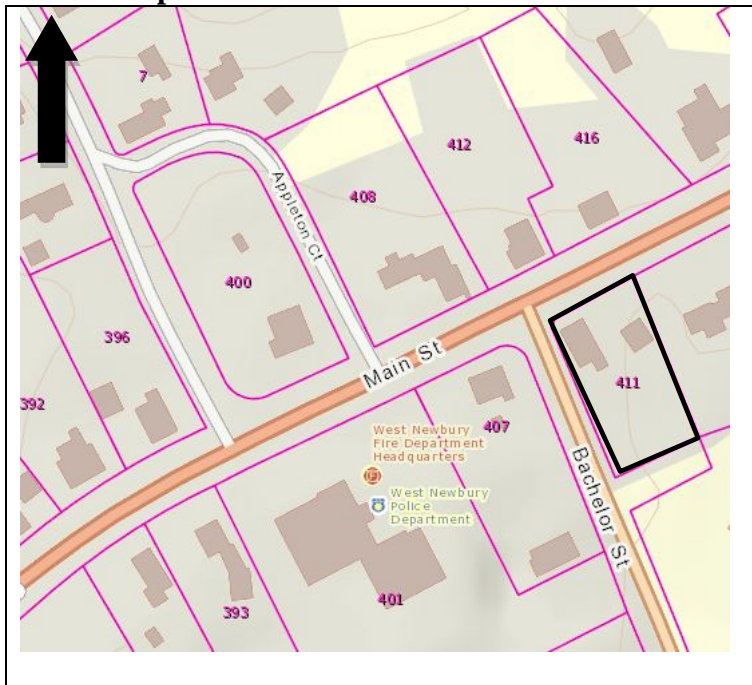 7
412
416
Appleton Ct
408
400
396
Main St
411
392
407
West Newbury
Fire Department
Headquarters
F
West Newbury
Police
Department
Bachelor St
401
393